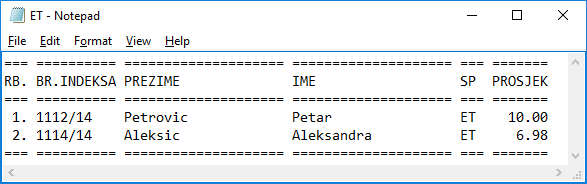 ET - Notepad
File Edit Format View Help
=== ========== ==================== ==================== === =======
RB. BR.INDEKSA PREZIME              IME                  SP  PROSJEK
=== ========== ==================== ==================== === =======
 1. 1112/14    Petrovic             Petar                ET    10.00
 2. 1114/14    Aleksic              Aleksandra           ET     6.98
=== ========== ==================== ==================== === =======